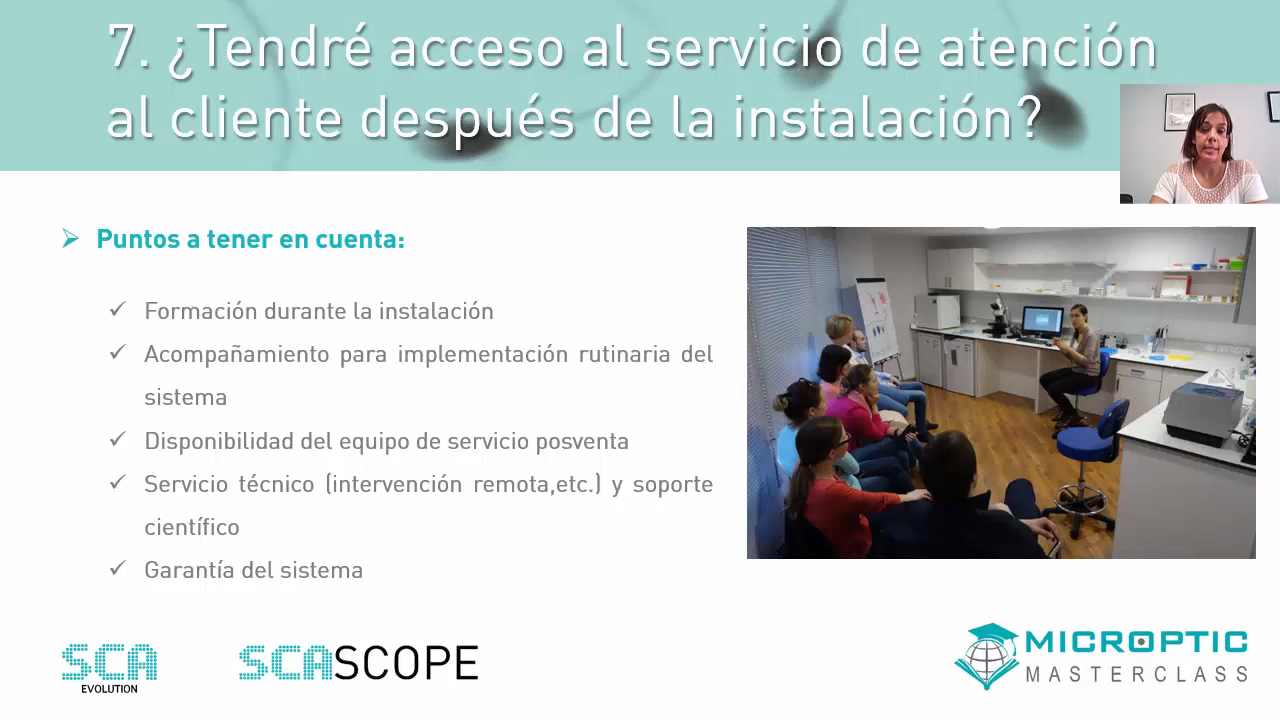 7. ¿Tendré acceso al servicio de atención
al cliente después de la instalación?
Puntos a tener en cuenta:
Formación durante la instalación
Acompañamiento para implementación rutinaria del
sistema
Disponibilidad del equipo de servicio posventa
Servicio técnico (intervención remota,etc.) y soporte
científico
Garantía del sistema
SCA
EVOLUTION
SCASCOPE
MICROPTIC
MASTERCLASS